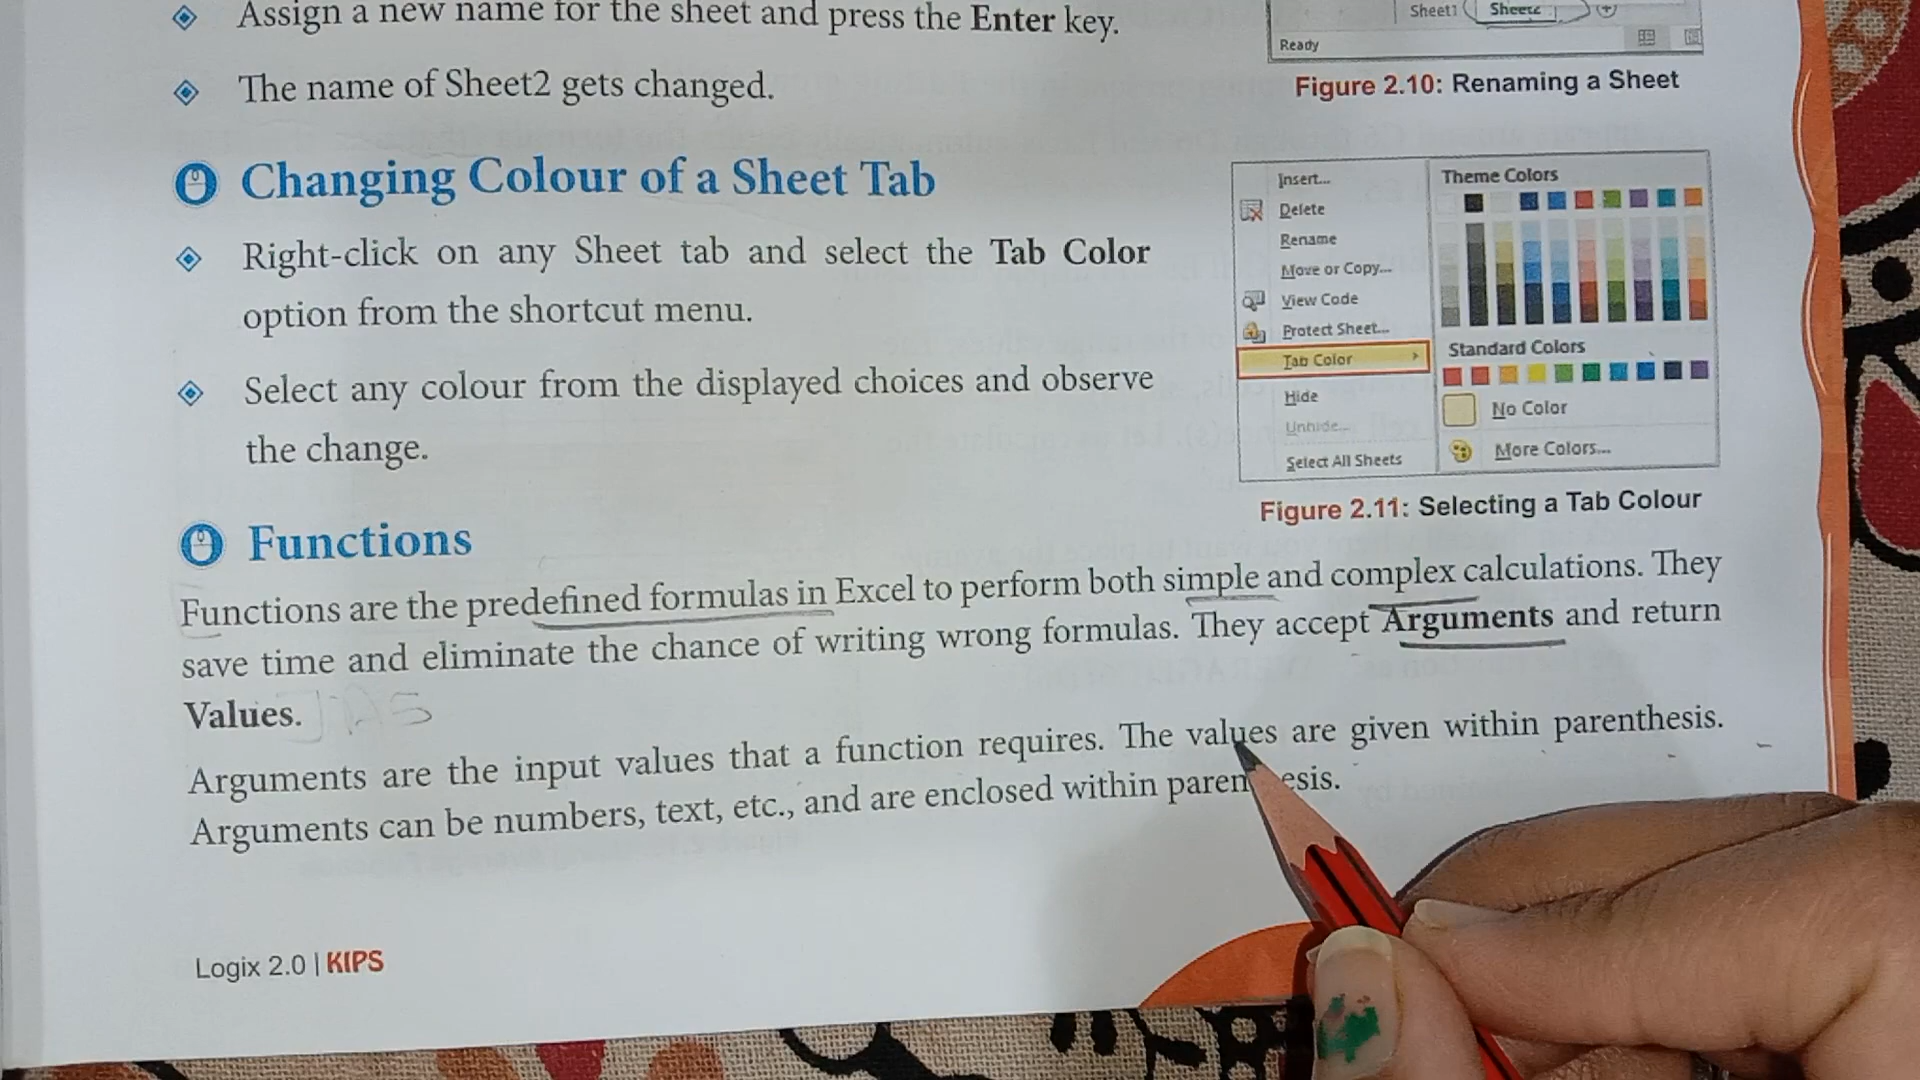 Assign a new name for the sheet and press the Enter key.
The name of Sheet2 gets changed.
Sheet1
Ready
Figure 2.10: Renaming a Sheet
Changing Colour of a Sheet Tab
Right-click on any Sheet tab and select the Tab Color
option from the shortcut menu.
Select any colour from the displayed choices and observe
the change.
Insert...
Delete
Rename
Move or Copy...
View Code
Protect Sheet...
Tab Color
Hide
Unhide...
Select All Sheets
Theme Colors
Standard Colors
No Color
More Colors...
Figure 2.11: Selecting a Tab Colour
Functions
Functions are the predefined formulas in Excel to perform both simple and complex calculations. They
save time and eliminate the chance of writing wrong formulas. They accept Arguments and return
Values.
Arguments are the input values that a function requires. The values are given within parenthesis.
Arguments can be numbers, text, etc., and are enclosed within
Logix 2.0 | KIPS